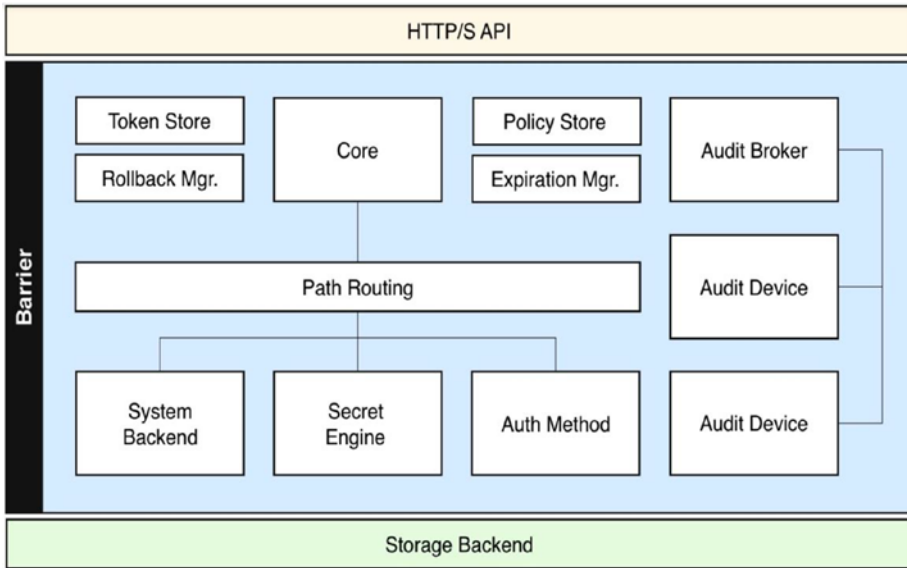 HTTP/S API
Barrier
Token Store
Core
Policy Store
Audit Broker
Rollback Mgr.
Expiration Mgr.
Path Routing
Audit Device
System
Backend
Secret
Engine
Auth Method
Audit Device
Storage Backend